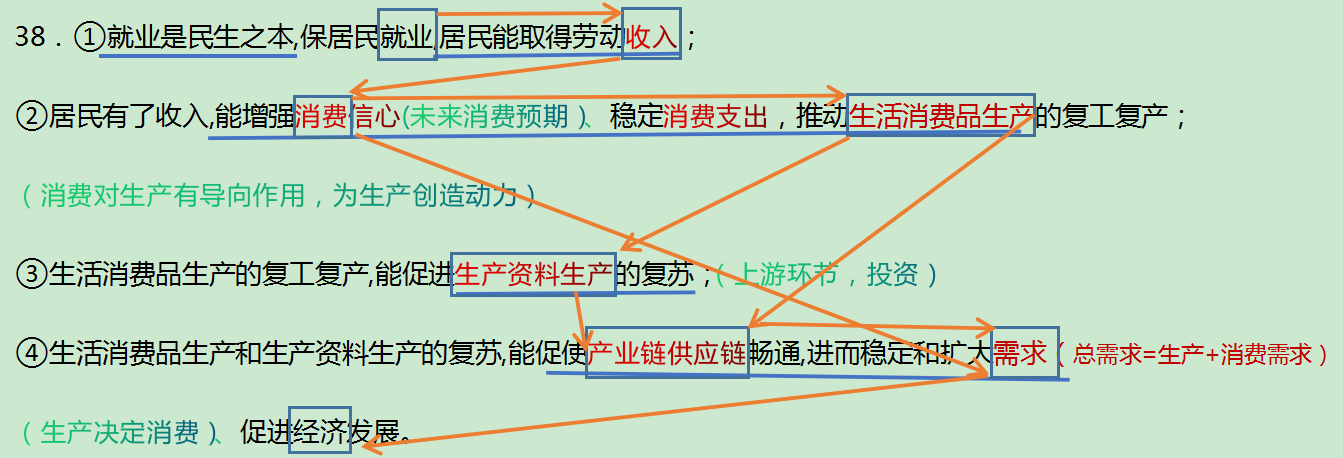 38．①就业是民生之本,保居民就业,居民能取得劳动收入；
②居民有了收入,能增强消费信心(未来消费预期）、稳定消费支出，推动生活消费品生产的复工复产；
（消费对生产有导向作用，为生产创造动力）
③生活消费品生产的复工复产,能促进生产资料生产的复苏；（上游环节，投资）
④生活消费品生产和生产资料生产的复苏,能促使产业链供应链畅通,进而稳定和扩大需求（总需求=生产+消费需求）
（生产决定消费）、促进经济发展。